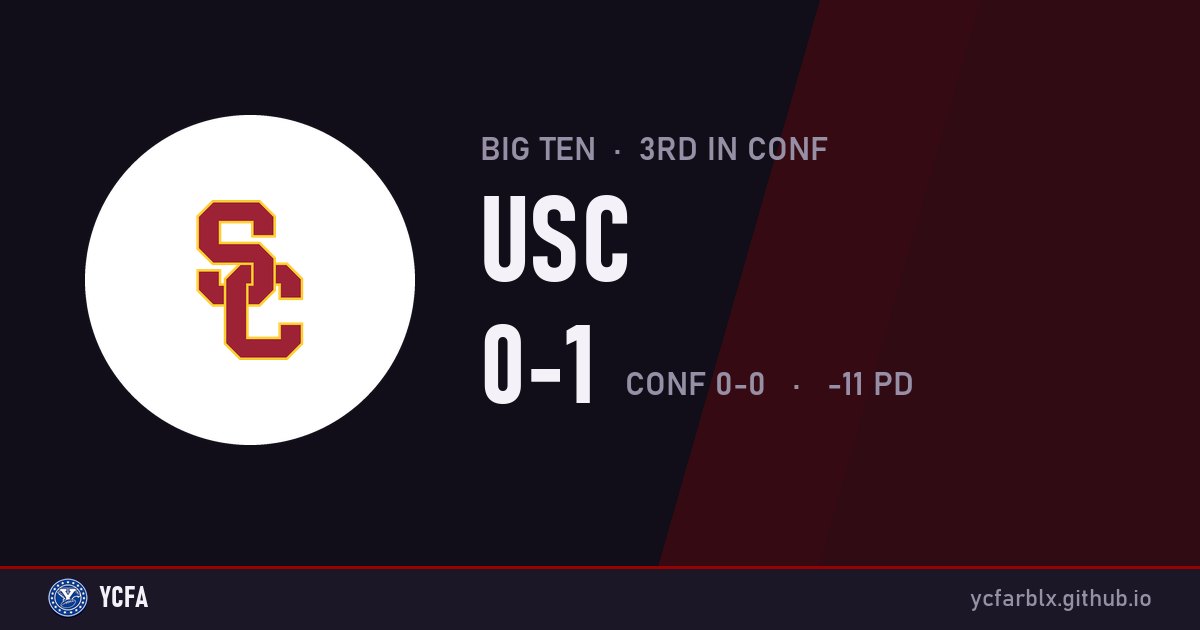 BIG TEN · 3RD IN CONF
USC
0-1 CONF 0-0 · -11 PD
SC
YCFA
ycfarblx.github.io